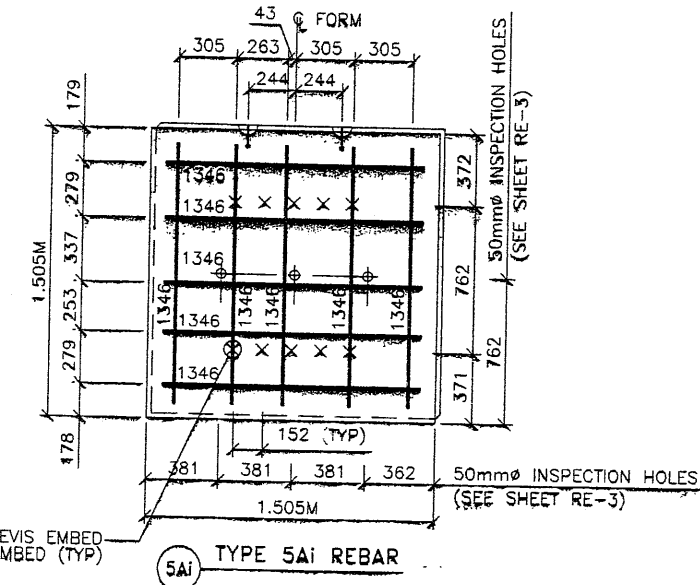 43
℄ FORM
305 263 305 305
244 244
179
279
337
253
279
178
1.505M
1346
1346
1346
1346
1346
1346
1346
1346
1346
1346
372
762
371
762
50mmø INSPECTION HOLES
(SEE SHEET RE-3)
152 (TYP)
381 381 381 362
50mmø INSPECTION HOLES
(SEE SHEET RE-3)
1.505M
EVIS EMBED
MBED (TYP)
5Ai
TYPE 5Ai REBAR